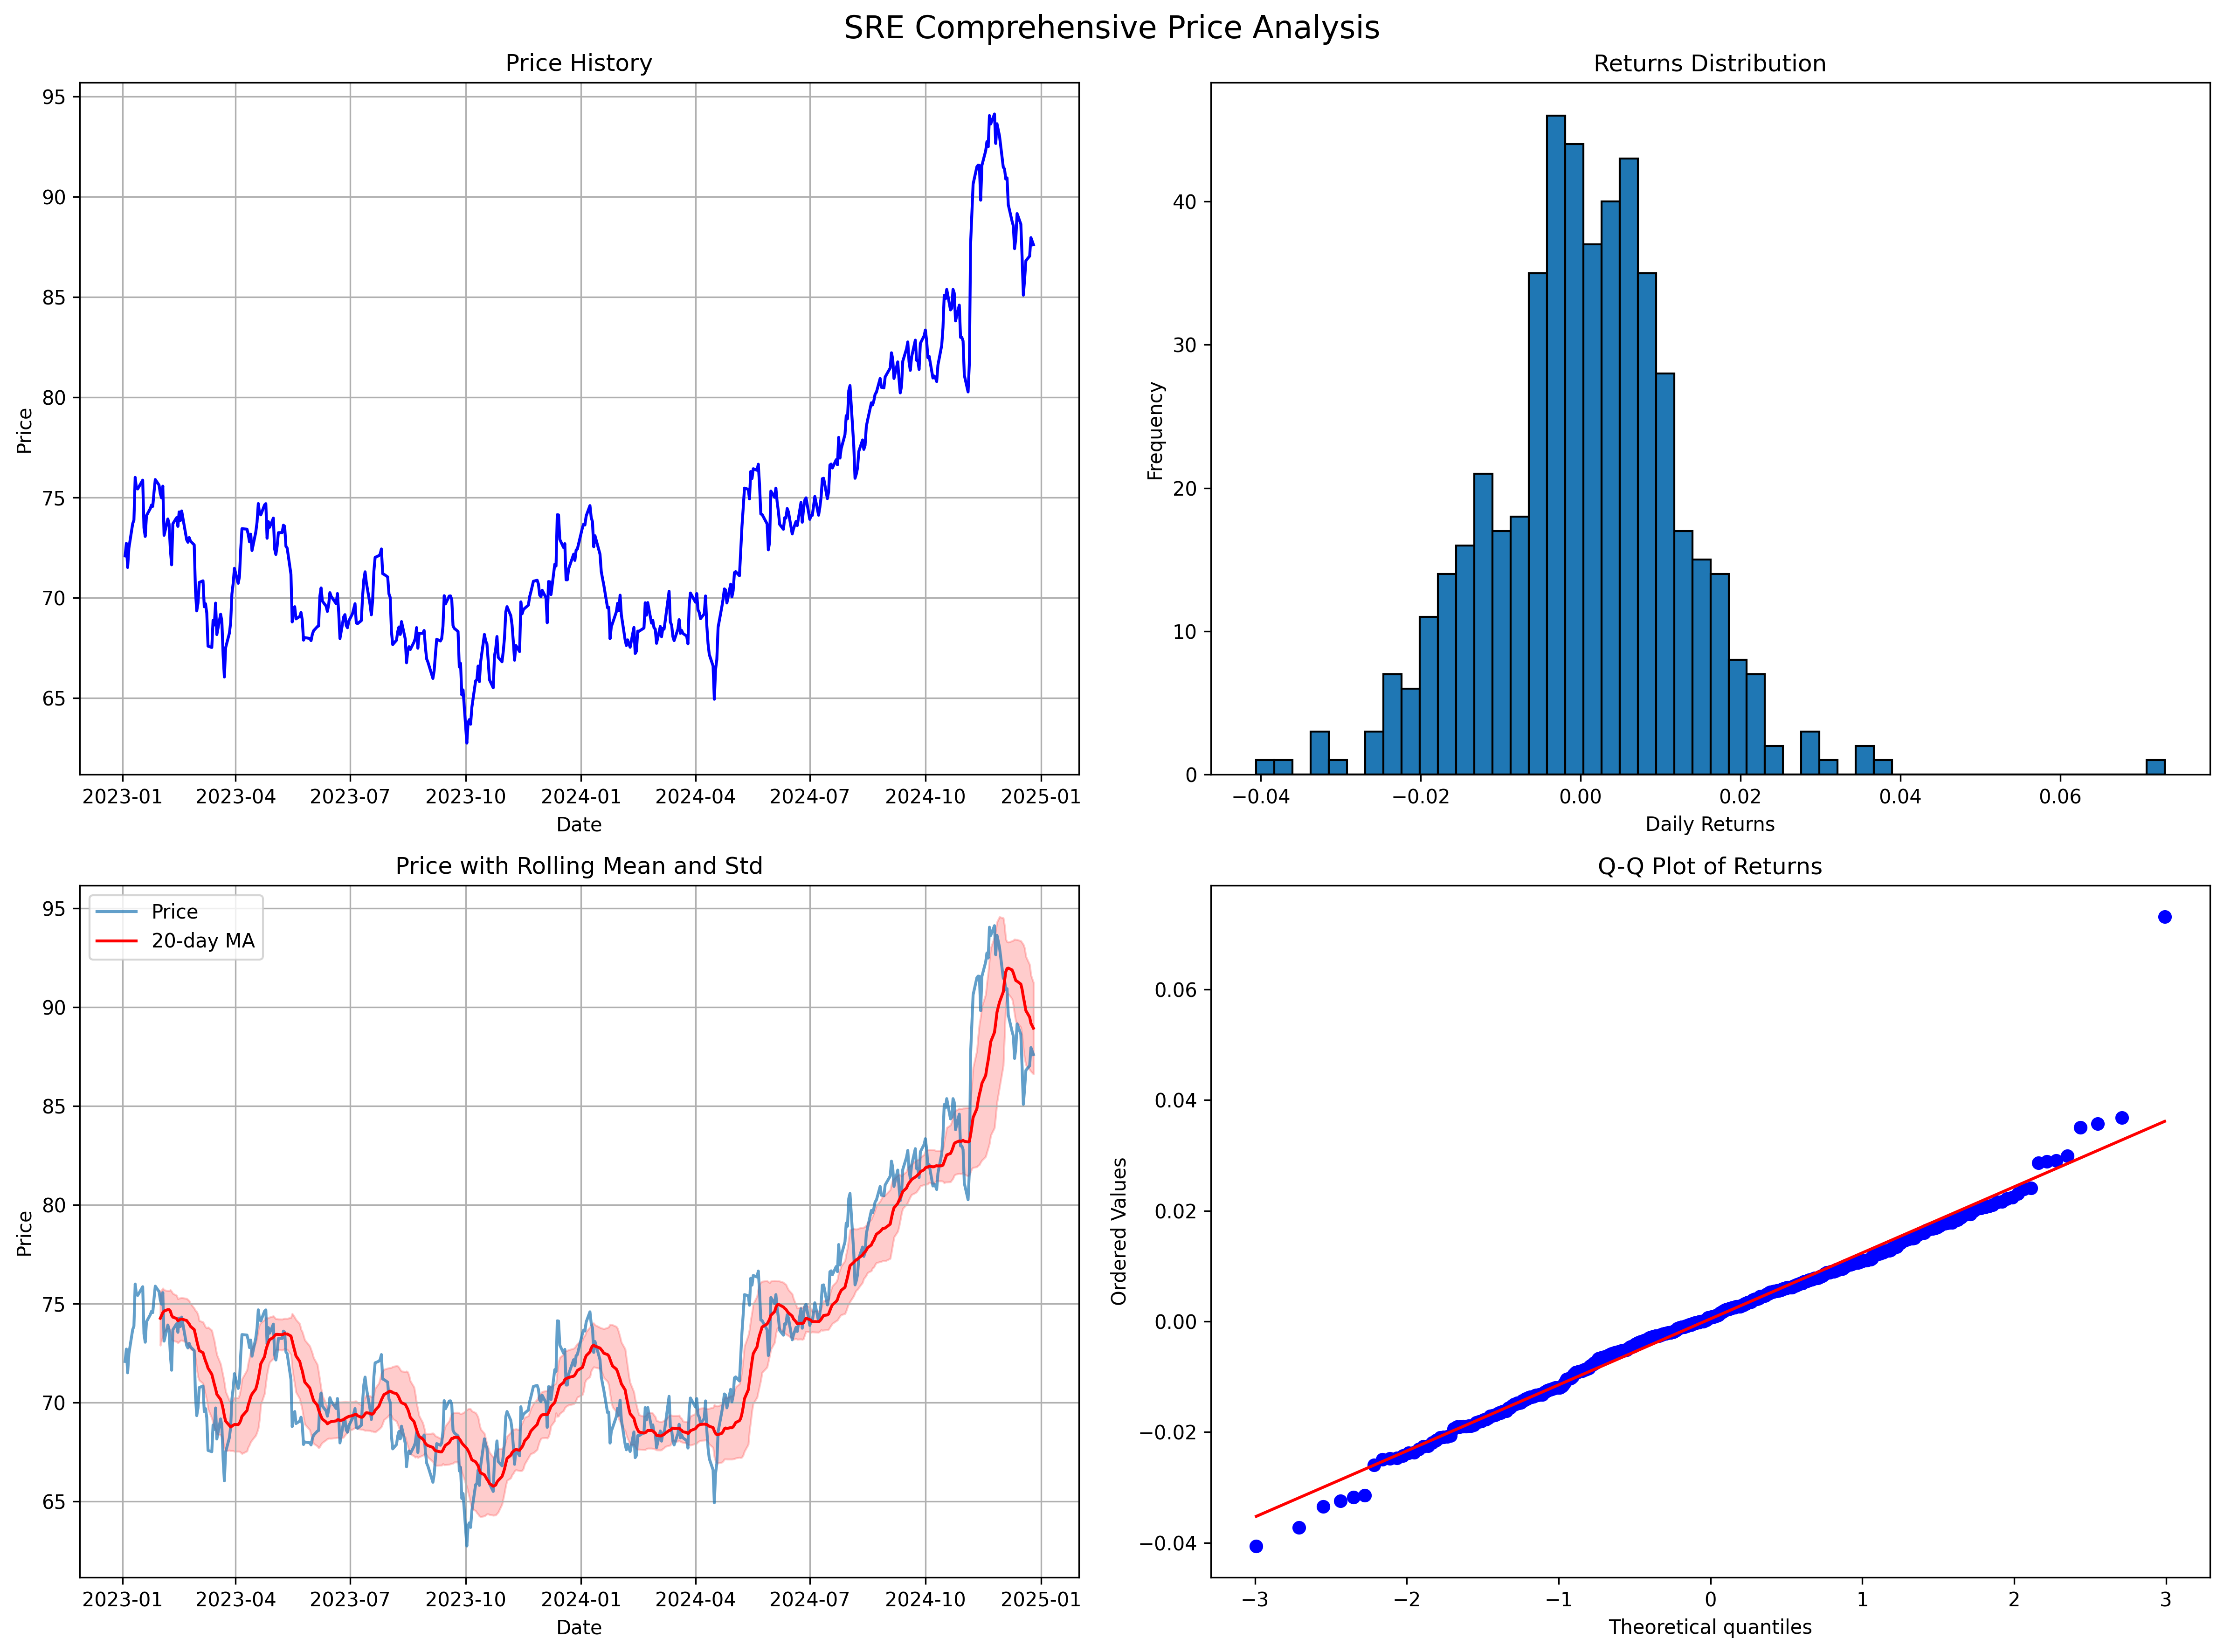 SRE Comprehensive Price Analysis
Price History
95
90
85
80
75
70
65
Price
2023-01 2023-04 2023-07 2023-10 2024-01 2024-04 2024-07 2024-10 2025-01
Date
Returns Distribution
40
30
20
10
0
Frequency
−0.04 −0.02 0.00 0.02 0.04 0.06
Daily Returns
Price with Rolling Mean and Std
Price
20-day MA
95
90
85
80
75
70
65
Price
2023-01 2023-04 2023-07 2023-10 2024-01 2024-04 2024-07 2024-10 2025-01
Date
Q-Q Plot of Returns
0.06
0.04
0.02
0.00
−0.02
−0.04
Ordered Values
−3 −2 −1 0 1 2 3
Theoretical quantiles